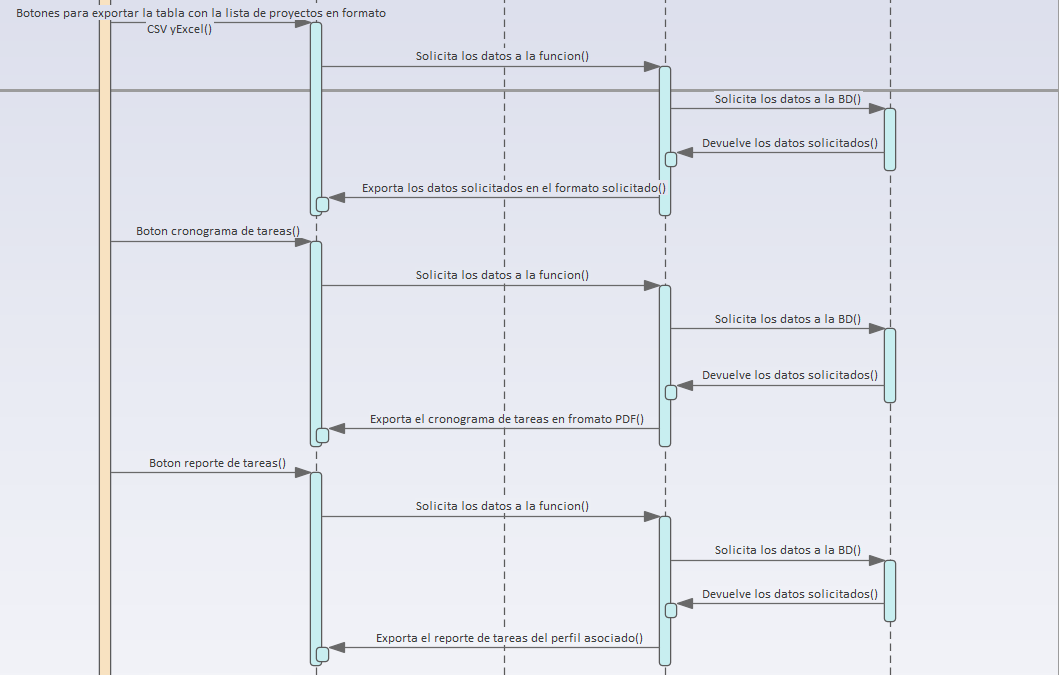 Botones para exportar la tabla con la lista de proyectos en formato
CSV yExcel()
Solicita los datos a la funcion()
Solicita los datos a la BD()
Devuelve los datos solicitados()
Exporta los datos solicitados en el formato solicitado()
Boton cronograma de tareas()
Solicita los datos a la funcion()
Solicita los datos a la BD()
Devuelve los datos solicitados()
Exporta el cronograma de tareas en fromato PDF()
Boton reporte de tareas()
Solicita los datos a la funcion()
Solicita los datos a la BD()
Devuelve los datos solicitados()
Exporta el reporte de tareas del perfil asociado()